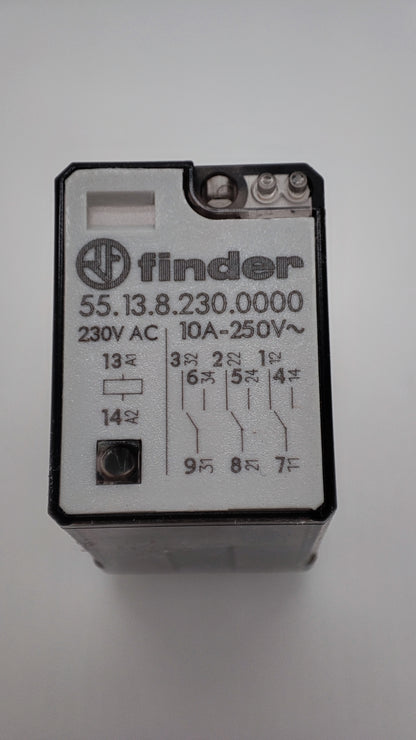 finder
55.13.8.230.0000
230V AC 10A-250V~
13 A1 3 32 2 22 1 12
6 34 5 24 4 14
14 A2
9 31 8 21 7 11